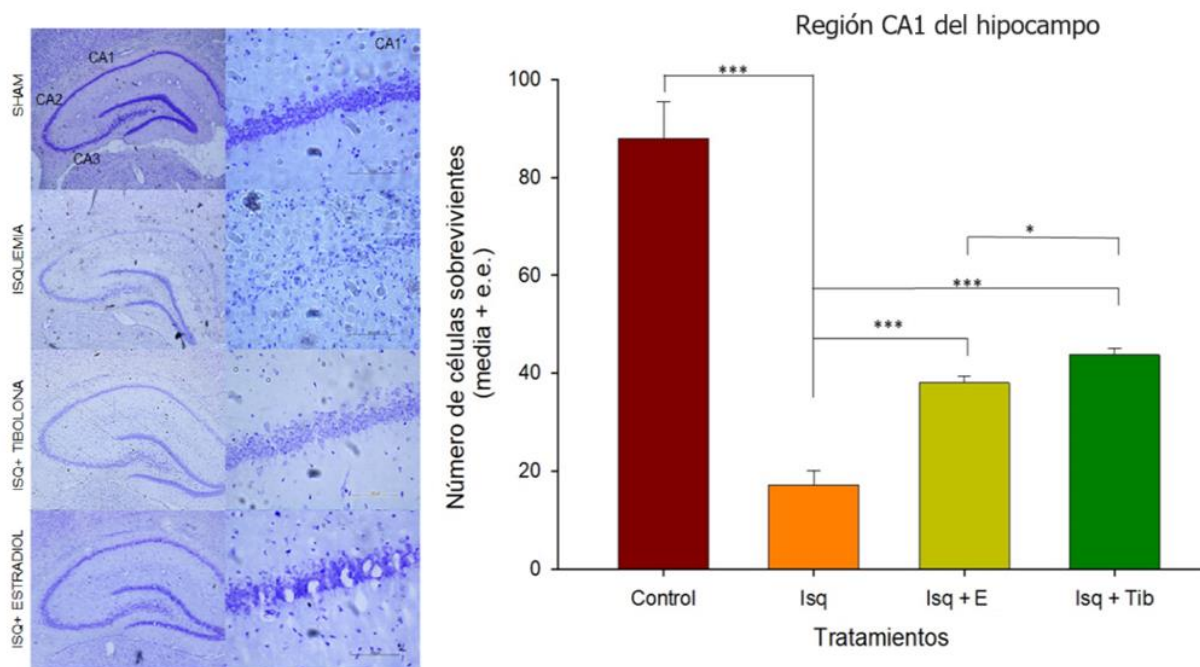 SHAM
CA1
CA2
CA3
CA1
ISQUEMIA
ISQ+ TIBOLONA
ISQ+ ESTRADIOL
Región CA1 del hipocampo
Número de células sobrevivientes
(media + e.e.)
100
80
60
40
20
0
***
*
***
***
Control
Isq
Isq + E
Isq + Tib
Tratamientos